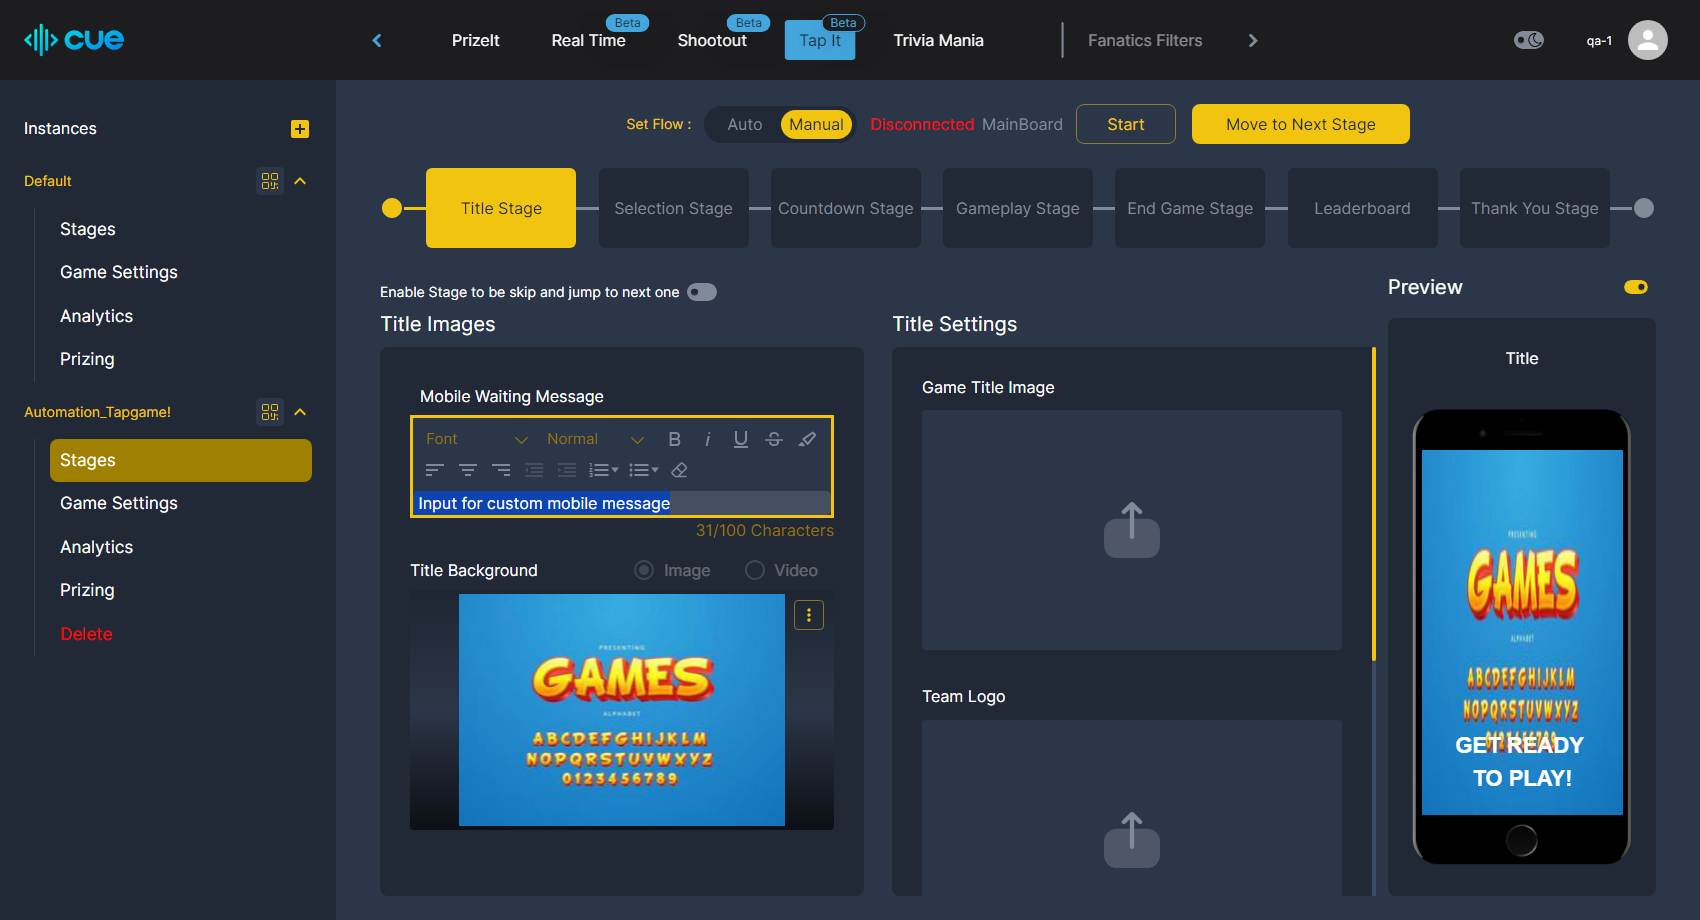 cue
PrizeIt
Real Time
Beta
Shootout
Beta
Tap It
Beta
Trivia Mania
Fanatics Filters
qa-1
Instances
Default
Stages
Game Settings
Analytics
Prizing
Automation_Tapgame!
Stages
Game Settings
Analytics
Prizing
Delete
Set Flow :
Auto
Manual
Disconnected MainBoard
Start
Move to Next Stage
Title Stage
Selection Stage
Countdown Stage
Gameplay Stage
End Game Stage
Leaderboard
Thank You Stage
Enable Stage to be skip and jump to next one
Title Images
Mobile Waiting Message
Font
Normal
B
i
U
S
Input for custom mobile message
31/100 Characters
Title Background
Image
Video
PRESENTING
GAMES
ALPHABET
ABCDEFGHIJKLM
NOPQRSTUVWXYZ
0123456789
Title Settings
Game Title Image
Team Logo
Preview
Title
PRESENTING
GAMES
ALPHABET
ABCDEFGHIJKLM
NOPQRSTUVWXYZ
0123456789
GET READY
TO PLAY!